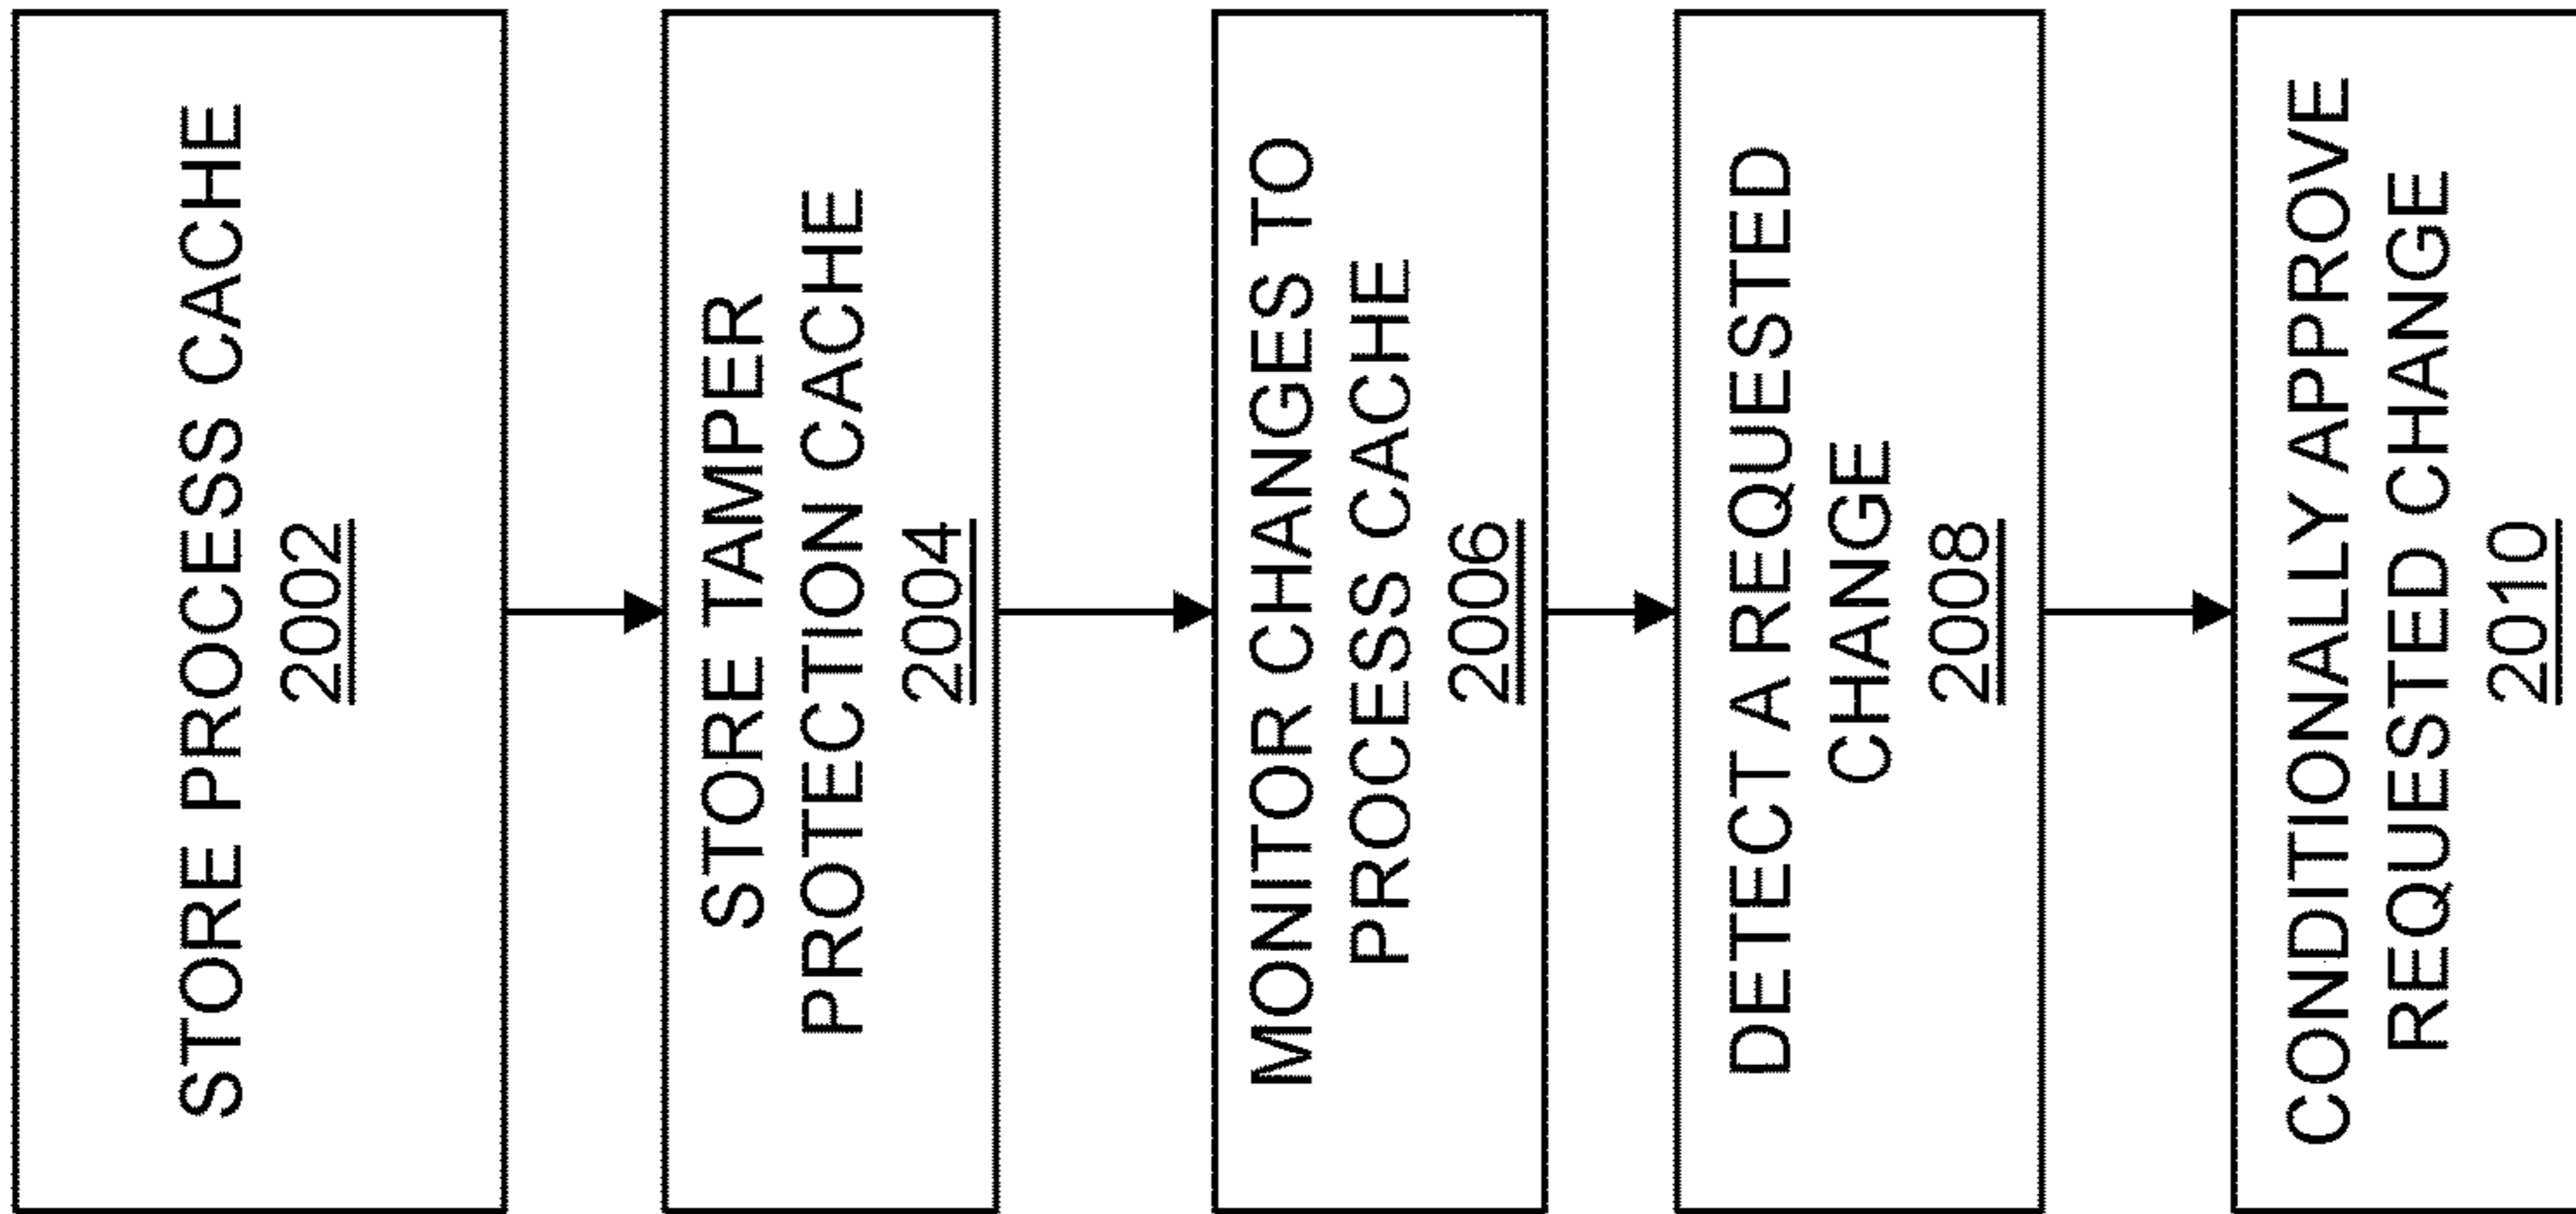 STORE PROCESS CACHE
2002
STORE TAMPER
PROTECTION CACHE
2004
MONITOR CHANGES TO
PROCESS CACHE
2006
DETECT A REQUESTED
CHANGE
2008
CONDITIONALLY APPROVE
REQUESTED CHANGE
2010